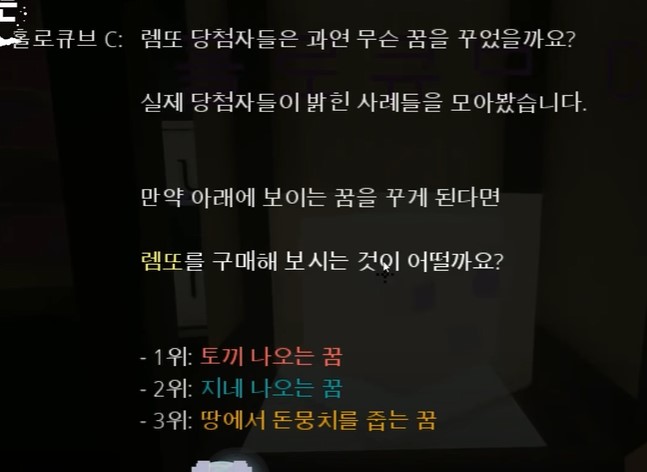 홀로큐브 C: 렘또 당첨자들은 과연 무슨 꿈을 꾸었을까요?
실제 당첨자들이 밝힌 사례들을 모아봤습니다.
만약 아래에 보이는 꿈을 꾸게 된다면
렘또를 구매해 보시는 것이 어떨까요?
- 1위: 토끼 나오는 꿈
- 2위: 지네 나오는 꿈
- 3위: 땅에서 돈뭉치를 줍는 꿈